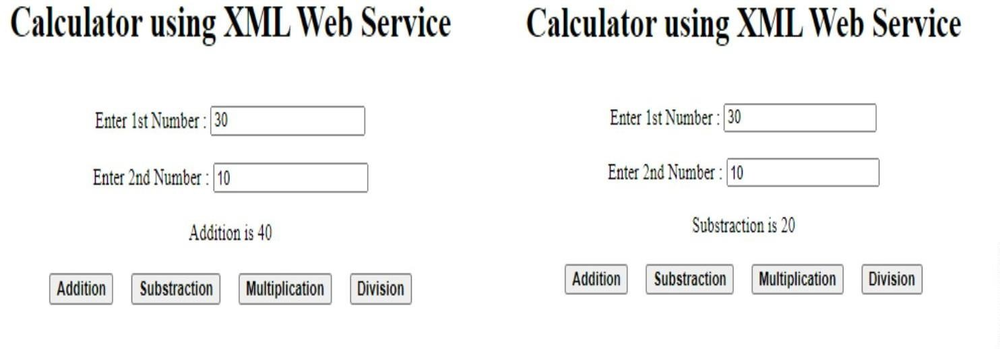 Calculator using XML Web Service
Enter 1st Number : 30
Enter 2nd Number : 10
Addition is 40
Addition Substraction Multiplication Division
Calculator using XML Web Service
Enter 1st Number : 30
Enter 2nd Number : 10
Substraction is 20
Addition Substraction Multiplication Division